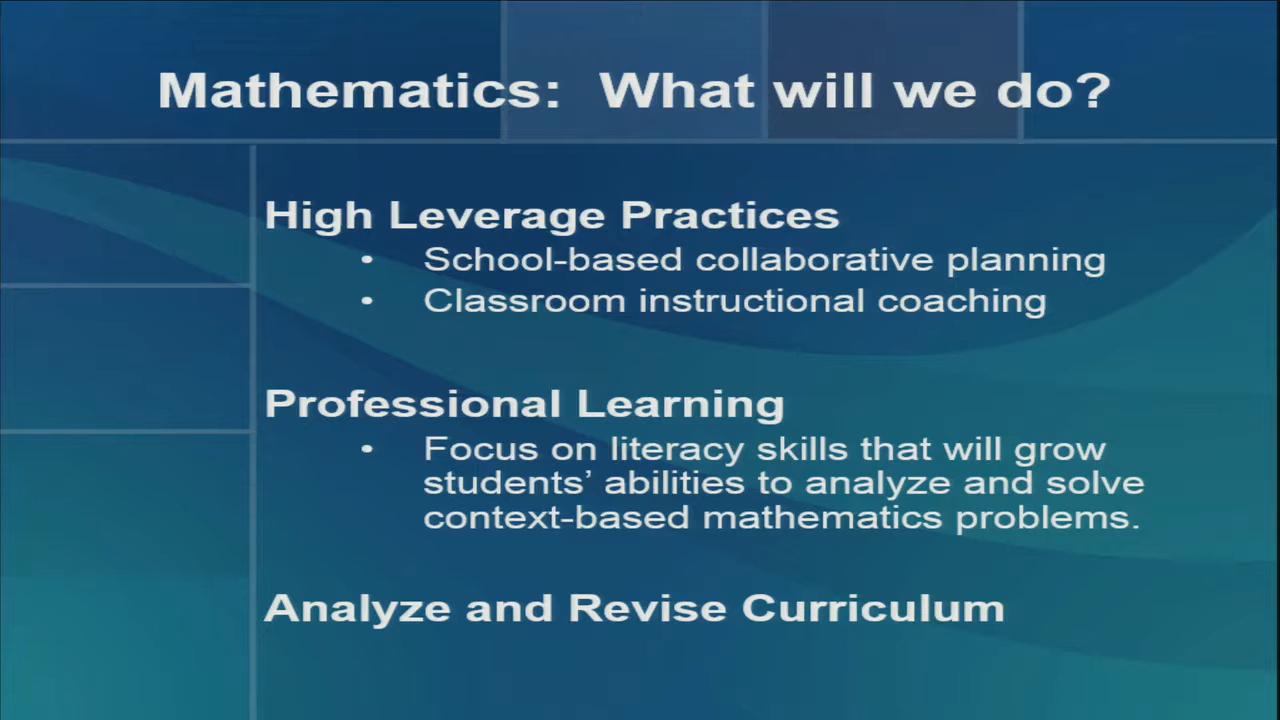 Mathematics: What will we do?
High Leverage Practices
• School-based collaborative planning
• Classroom instructional coaching
Professional Learning
• Focus on literacy skills that will grow
students’ abilities to analyze and solve
context-based mathematics problems.
Analyze and Revise Curriculum